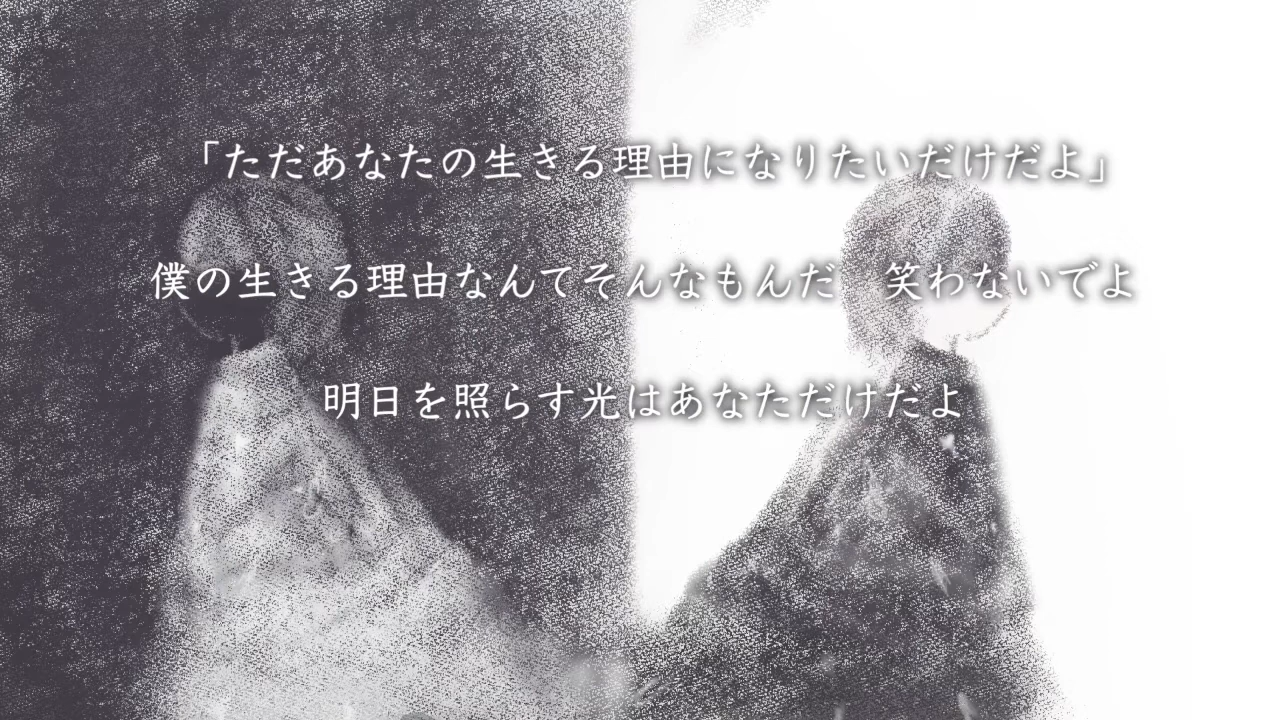 「ただあなたの生きる理由になりたいだけだよ」
僕の生きる理由なんてそんなもんだ　笑わないでよ
明日を照らす光はあなただけだよ